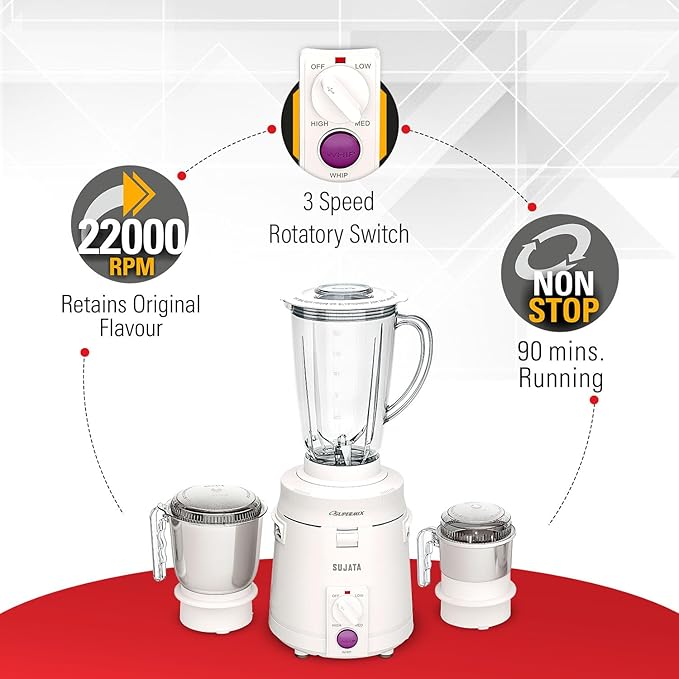 OFF LOW
HIGH MED
WHIP
WHIP
3 Speed
Rotatory Switch
22000
RPM
Retains Original
Flavour
NON
STOP
90 mins.
Running
SUPERMIX
SUJATA
OFF LOW
HIGH MED
WHIP